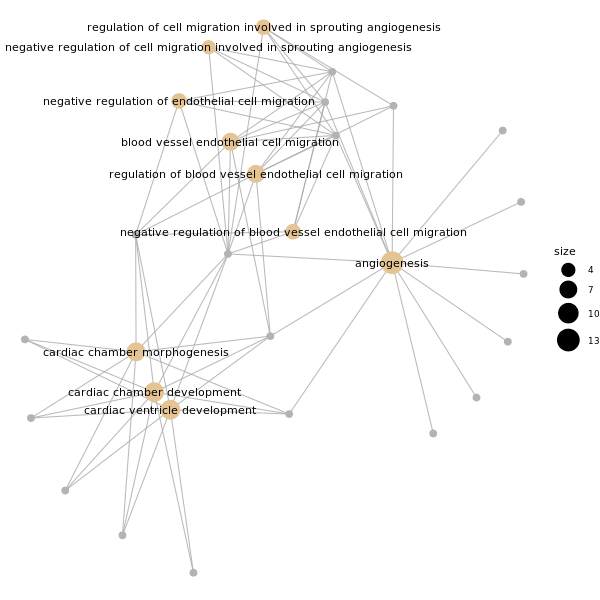 regulation of cell migration involved in sprouting angiogenesis
negative regulation of cell migration involved in sprouting angiogenesis
negative regulation of endothelial cell migration
blood vessel endothelial cell migration
regulation of blood vessel endothelial cell migration
negative regulation of blood vessel endothelial cell migration
angiogenesis
size
4
7
10
13
cardiac chamber morphogenesis
cardiac chamber development
cardiac ventricle development